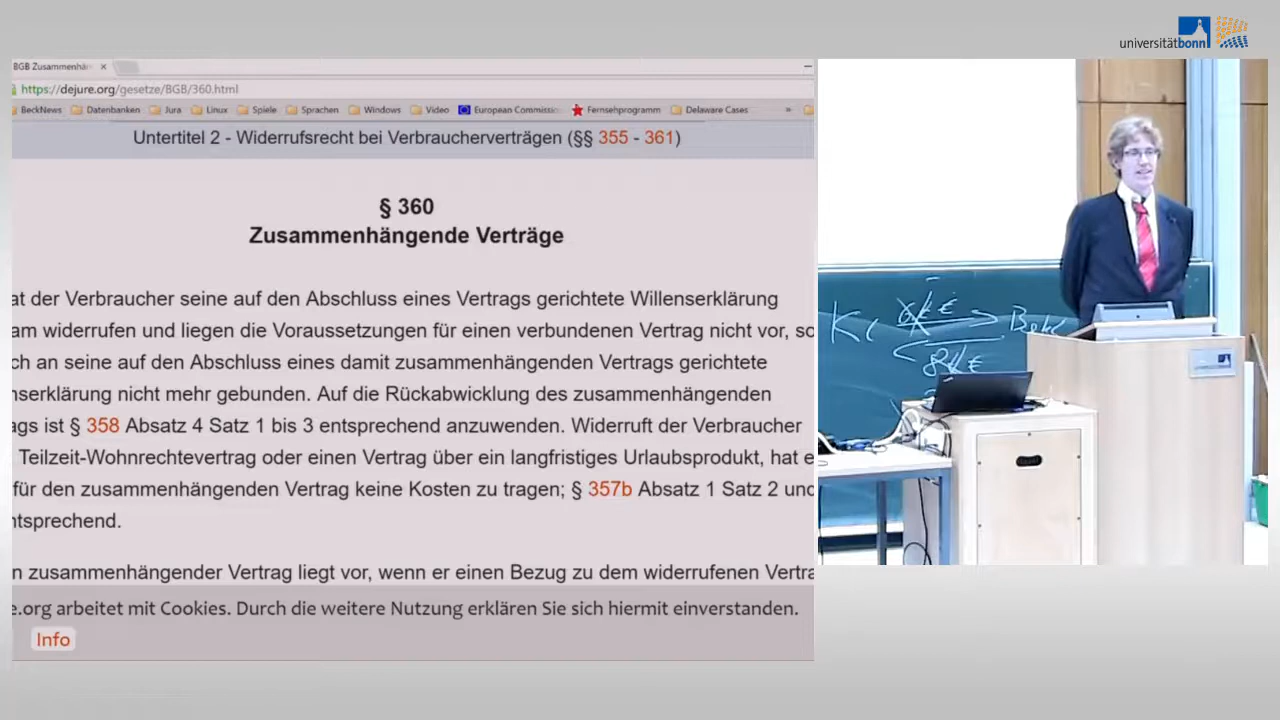 universitätbonn
BGB Zusammenhän
https://dejure.org/gesetze/BGB/360.html
BeckNews Datenbanken Jura Linux Spiele Sprachen Windows Video European Commissio Fernsehprogramm Delaware Cases »
Untertitel 2 - Widerrufsrecht bei Verbraucherverträgen (§§ 355 - 361)
§ 360
Zusammenhängende Verträge
at der Verbraucher seine auf den Abschluss eines Vertrags gerichtete Willenserklärung
am widerrufen und liegen die Voraussetzungen für einen verbundenen Vertrag nicht vor, so
ch an seine auf den Abschluss eines damit zusammenhängenden Vertrags gerichtete
nserklärung nicht mehr gebunden. Auf die Rückabwicklung des zusammenhängenden
ags ist § 358 Absatz 4 Satz 1 bis 3 entsprechend anzuwenden. Widerruft der Verbraucher
Teilzeit-Wohnrechtevertrag oder einen Vertrag über ein langfristiges Urlaubsprodukt, hat e
für den zusammenhängenden Vertrag keine Kosten zu tragen; § 357b Absatz 1 Satz 2 und
ntsprechend.
n zusammenhängender Vertrag liegt vor, wenn er einen Bezug zu dem widerrufenen Vertra
e.org arbeitet mit Cookies. Durch die weitere Nutzung erklären Sie sich hiermit einverstanden.
Info